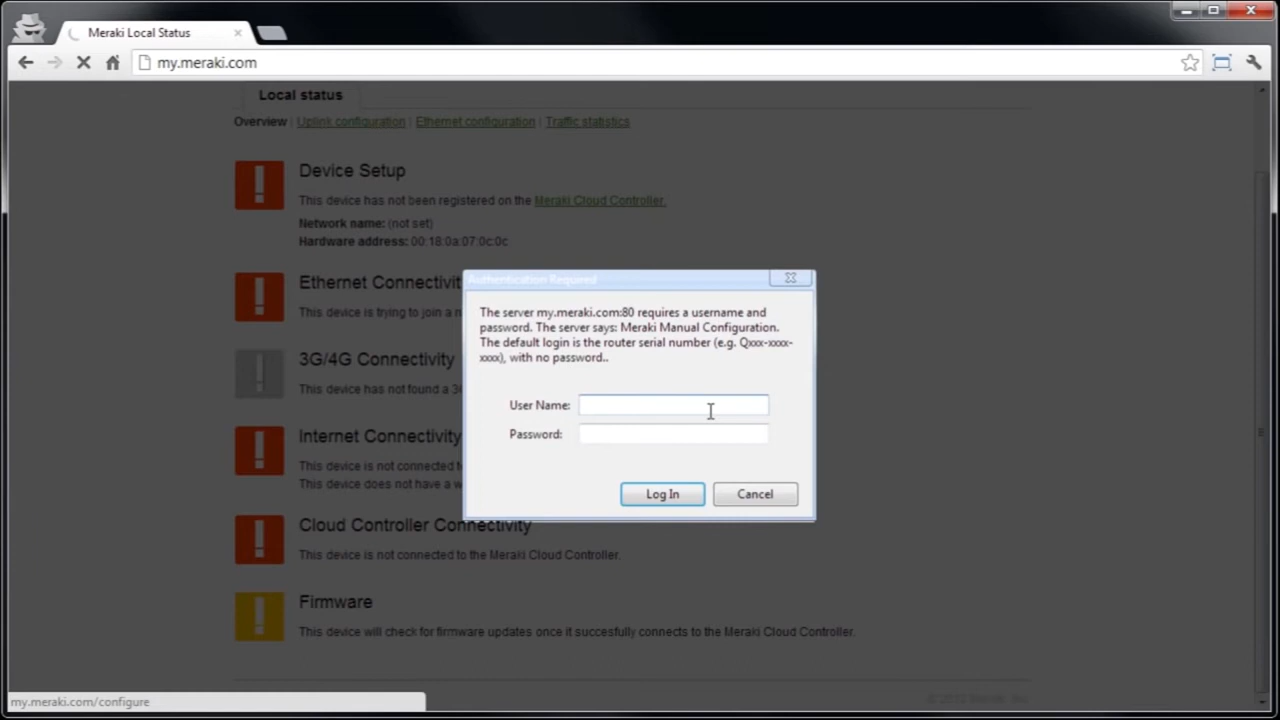 Meraki Local Status
my.meraki.com
Local status
Overview | Uplink configuration | Ethernet configuration | Traffic statistics
Device Setup
This device has not been registered on the Meraki Cloud Controller.
Network name: (not set)
Hardware address: 00:18:0a:07:0c:0c
Ethernet Connectivit
This device is trying to join a
3G/4G Connectivity
This device has not found a 3G
Internet Connectivity
This device is not connected
This device does not have a
Cloud Controller Connectivity
This device is not connected to the Meraki Cloud Controller.
Firmware
This device will check for firmware updates once it succesfully connects to the Meraki Cloud Controller.
Authentication Required
The server my.meraki.com:80 requires a username and
password. The server says: Meraki Manual Configuration.
The default login is the router serial number (e.g. Qxxx-xxxx-
xxxx), with no password..
User Name:
Password:
Log In Cancel
my.meraki.com/configure